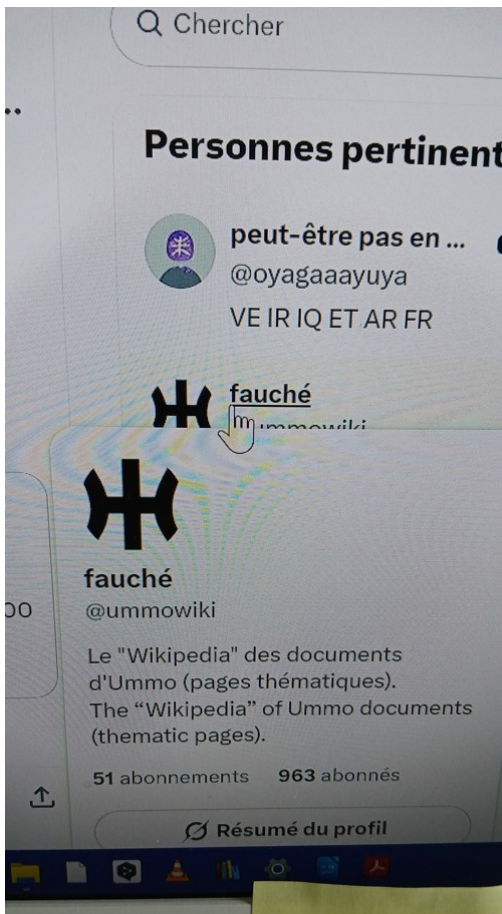 Chercher
Personnes pertinent
peut-être pas en ...
@oyagaaayuya
VE IR IQ ET AR FR
fauché
ummowiki
fauché
@ummowiki
00
Le "Wikipedia" des documents
d'Ummo (pages thématiques).
The “Wikipedia” of Ummo documents
(thematic pages).
51 abonnements 963 abonnés
Résumé du profil